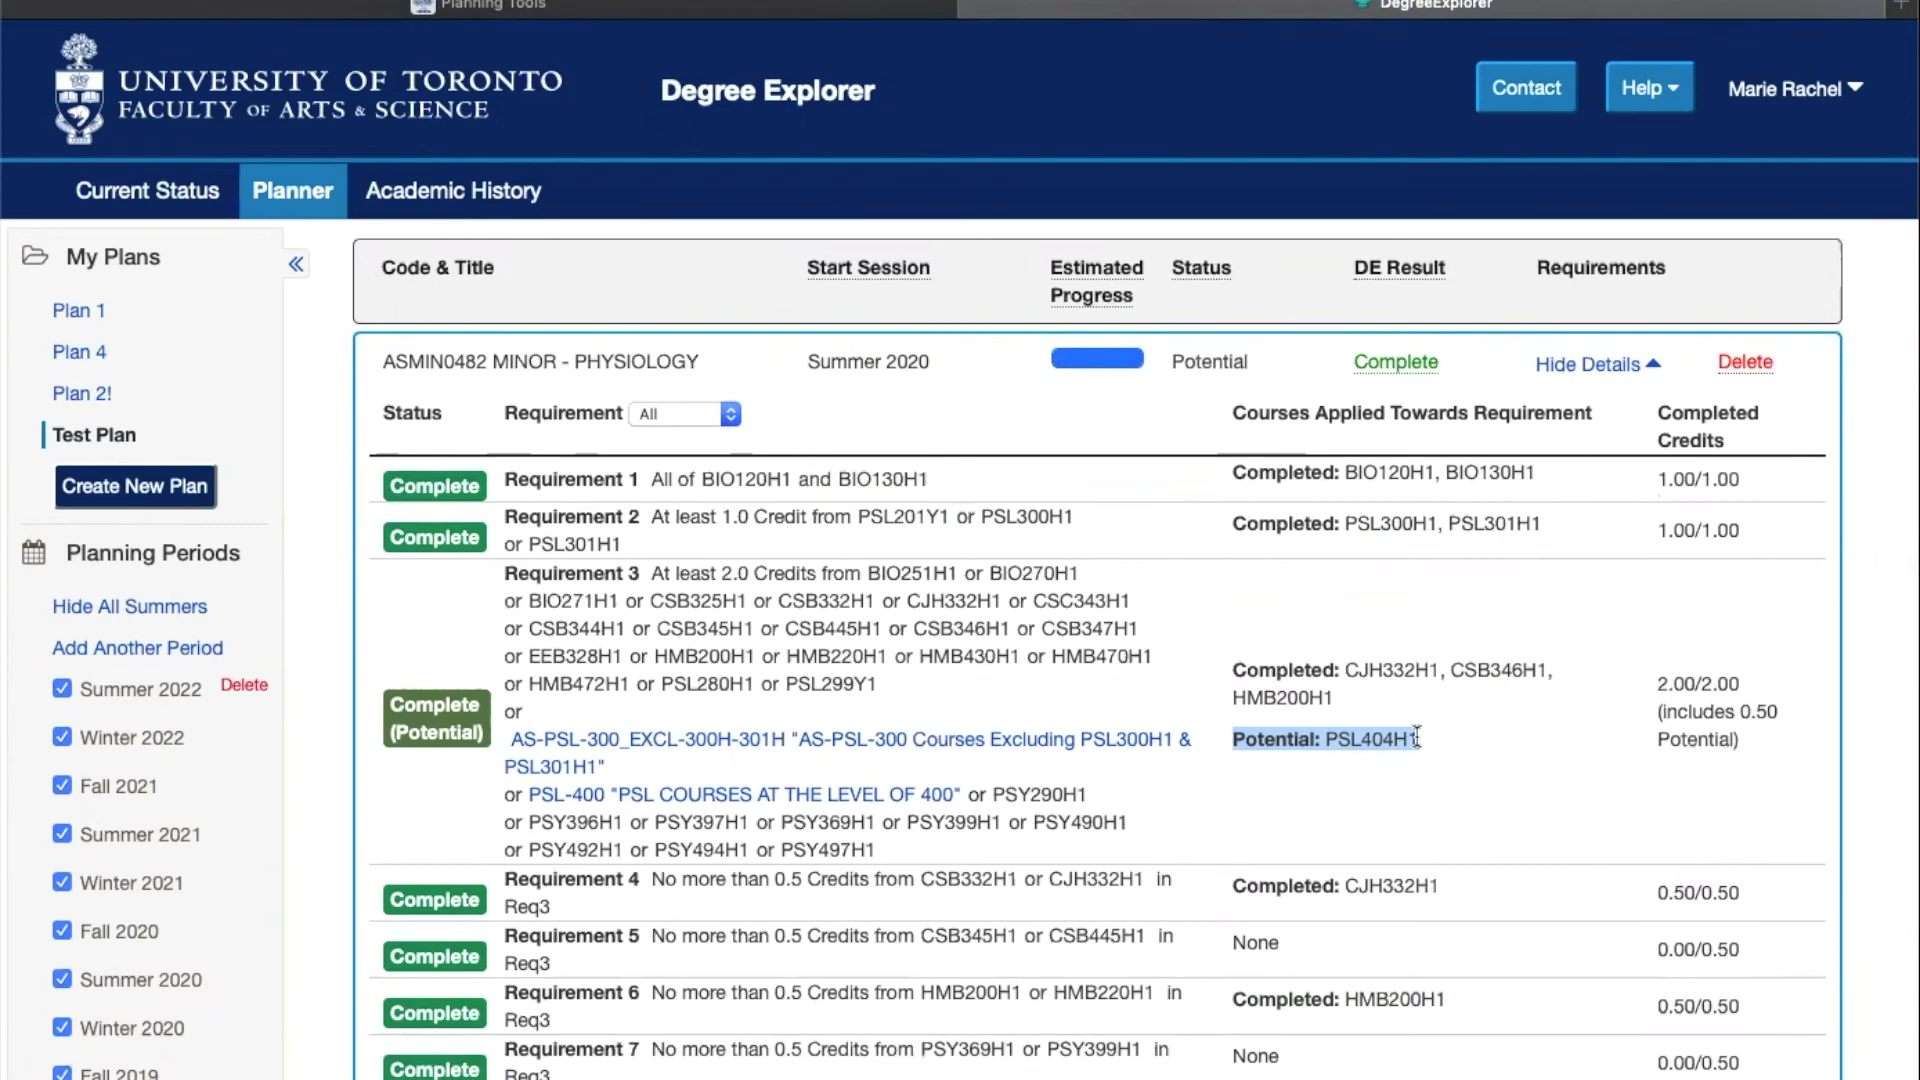 Planning Tools
DegreeExplorer
UNIVERSITY OF TORONTO
FACULTY OF ARTS & SCIENCE
Degree Explorer
Contact
Help
Marie Rachel
Current Status
Planner
Academic History
My Plans
Plan 1
Plan 4
Plan 2!
Test Plan
Create New Plan
Planning Periods
Hide All Summers
Add Another Period
Summer 2022 Delete
Winter 2022
Fall 2021
Summer 2021
Winter 2021
Fall 2020
Summer 2020
Winter 2020
Fall 2019
Code & Title
Start Session
Estimated
Progress
Status
DE Result
Requirements
ASMIN0482 MINOR - PHYSIOLOGY
Summer 2020
Potential
Complete
Hide Details
Delete
Status
Requirement All
Courses Applied Towards Requirement
Completed
Credits
Complete
Requirement 1 All of BIO120H1 and BIO130H1
Completed: BIO120H1, BIO130H1
1.00/1.00
Complete
Requirement 2 At least 1.0 Credit from PSL201Y1 or PSL300H1
or PSL301H1
Completed: PSL300H1, PSL301H1
1.00/1.00
Complete
(Potential)
Requirement 3 At least 2.0 Credits from BIO251H1 or BIO270H1
or BIO271H1 or CSB325H1 or CSB332H1 or CJH332H1 or CSC343H1
or CSB344H1 or CSB345H1 or CSB445H1 or CSB346H1 or CSB347H1
or EEB328H1 or HMB200H1 or HMB220H1 or HMB430H1 or HMB470H1
or HMB472H1 or PSL280H1 or PSL299Y1
or
AS-PSL-300_EXCL-300H-301H "AS-PSL-300 Courses Excluding PSL300H1 &
PSL301H1"
or PSL-400 "PSL COURSES AT THE LEVEL OF 400" or PSY290H1
or PSY396H1 or PSY397H1 or PSY369H1 or PSY399H1 or PSY490H1
or PSY492H1 or PSY494H1 or PSY497H1
Completed: CJH332H1, CSB346H1,
HMB200H1
Potential: PSL404H1
2.00/2.00
(includes 0.50
Potential)
Complete
Requirement 4 No more than 0.5 Credits from CSB332H1 or CJH332H1 in
Req3
Completed: CJH332H1
0.50/0.50
Complete
Requirement 5 No more than 0.5 Credits from CSB345H1 or CSB445H1 in
Req3
None
0.00/0.50
Complete
Requirement 6 No more than 0.5 Credits from HMB200H1 or HMB220H1 in
Req3
Completed: HMB200H1
0.50/0.50
Complete
Requirement 7 No more than 0.5 Credits from PSY369H1 or PSY399H1 in
Req3
None
0.00/0.50